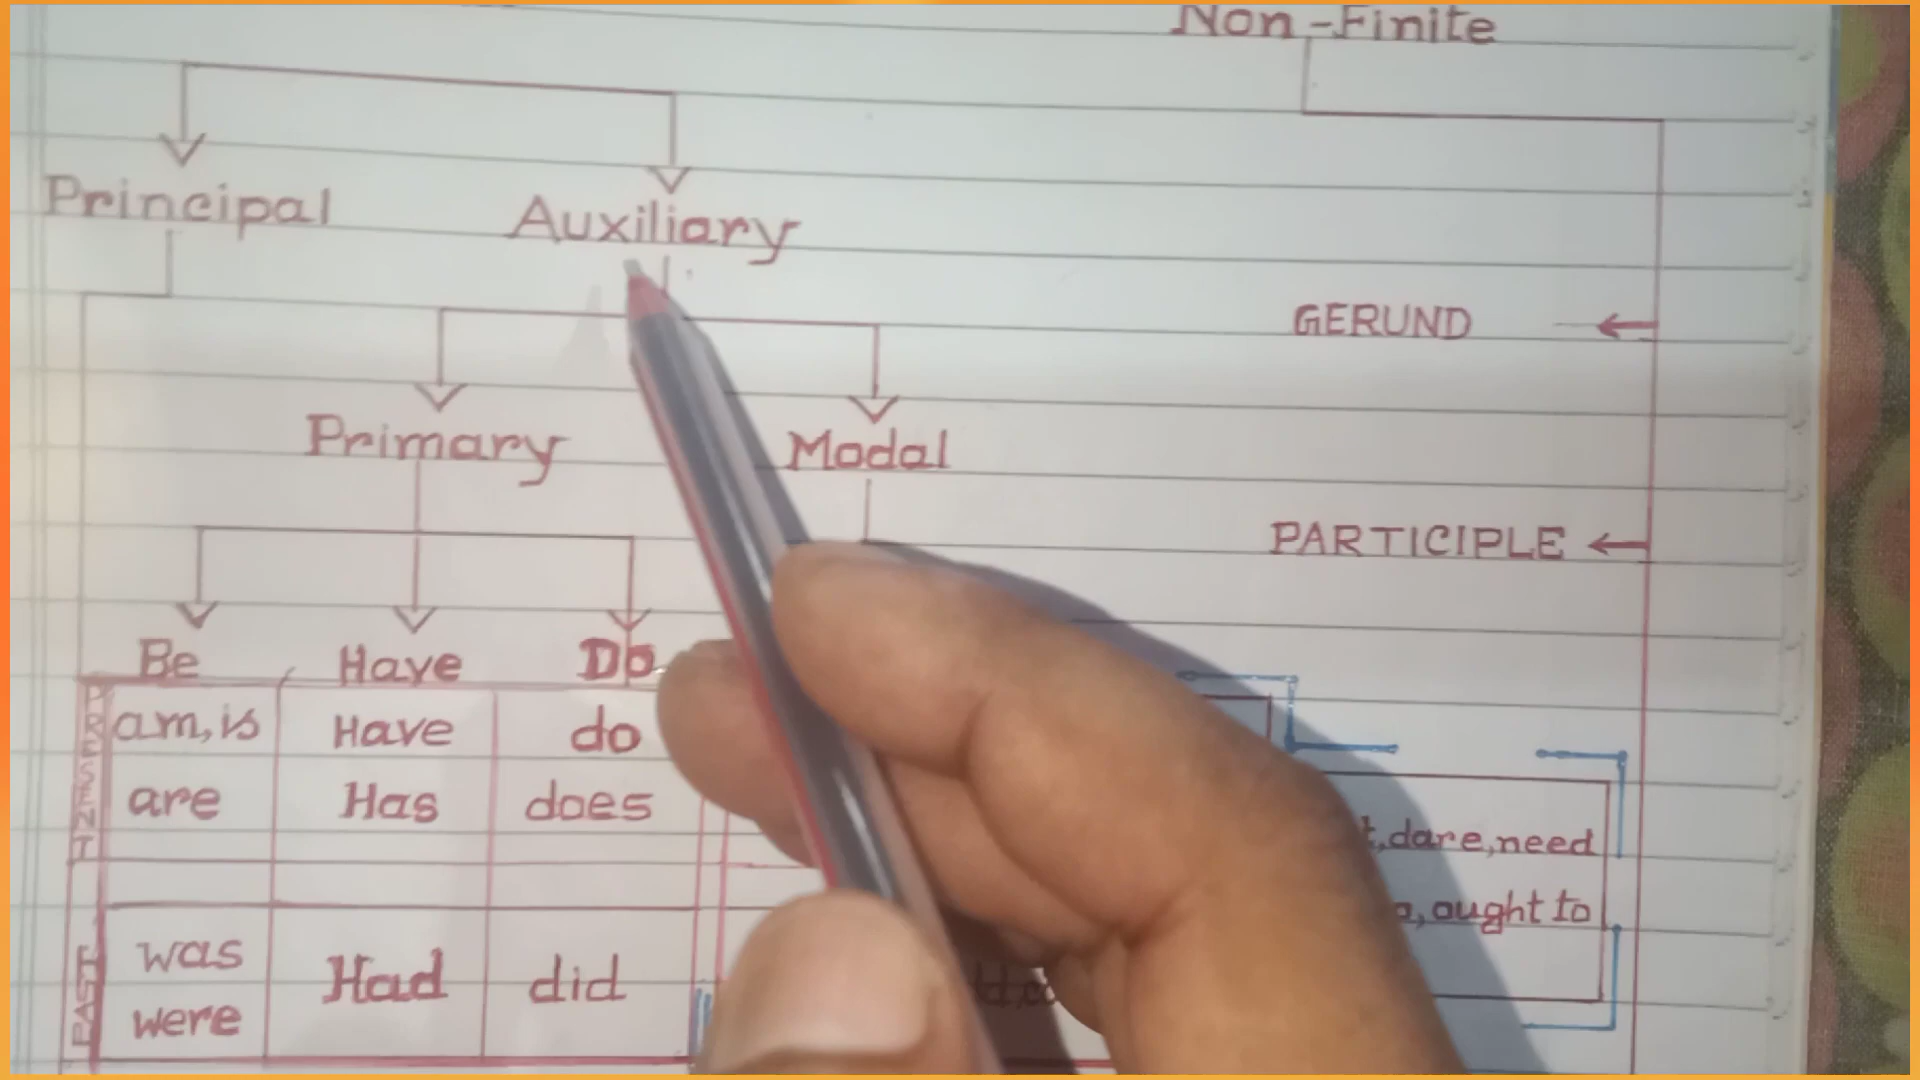 Non-Finite
Principal
Auxiliary
GERUND
Primary
Modal
PARTICIPLE
Be Have Do
PRESENT
am, is Have do
are Has does
dare, need
ought to
PAST
was
were
Had did